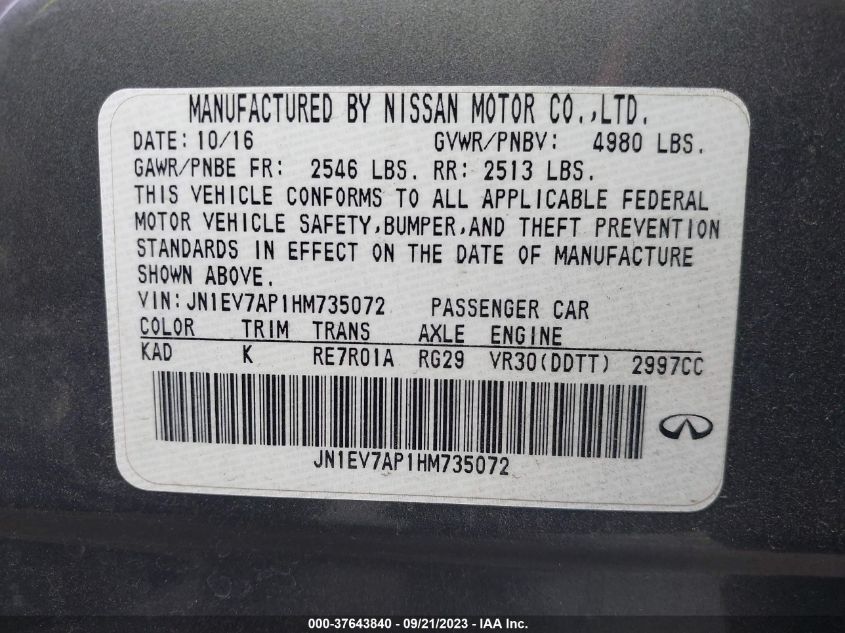 MANUFACTURED BY NISSAN MOTOR CO.,LTD.
DATE: 10/16 GVWR/PNBV: 4980 LBS.
GAWR/PNBE FR: 2546 LBS. RR: 2513 LBS.
THIS VEHICLE CONFORMS TO ALL APPLICABLE FEDERAL
MOTOR VEHICLE SAFETY,BUMPER,AND THEFT PREVENTION
STANDARDS IN EFFECT ON THE DATE OF MANUFACTURE
SHOWN ABOVE.
VIN:JN1EV7AP1HM735072 PASSENGER CAR
COLOR TRIM TRANS AXLE ENGINE
KAD K RE7R01A RG29 VR30(DDTT) 2997CC
JN1EV7AP1HM735072
000-37643840 - 09/21/2023 - IAA Inc.